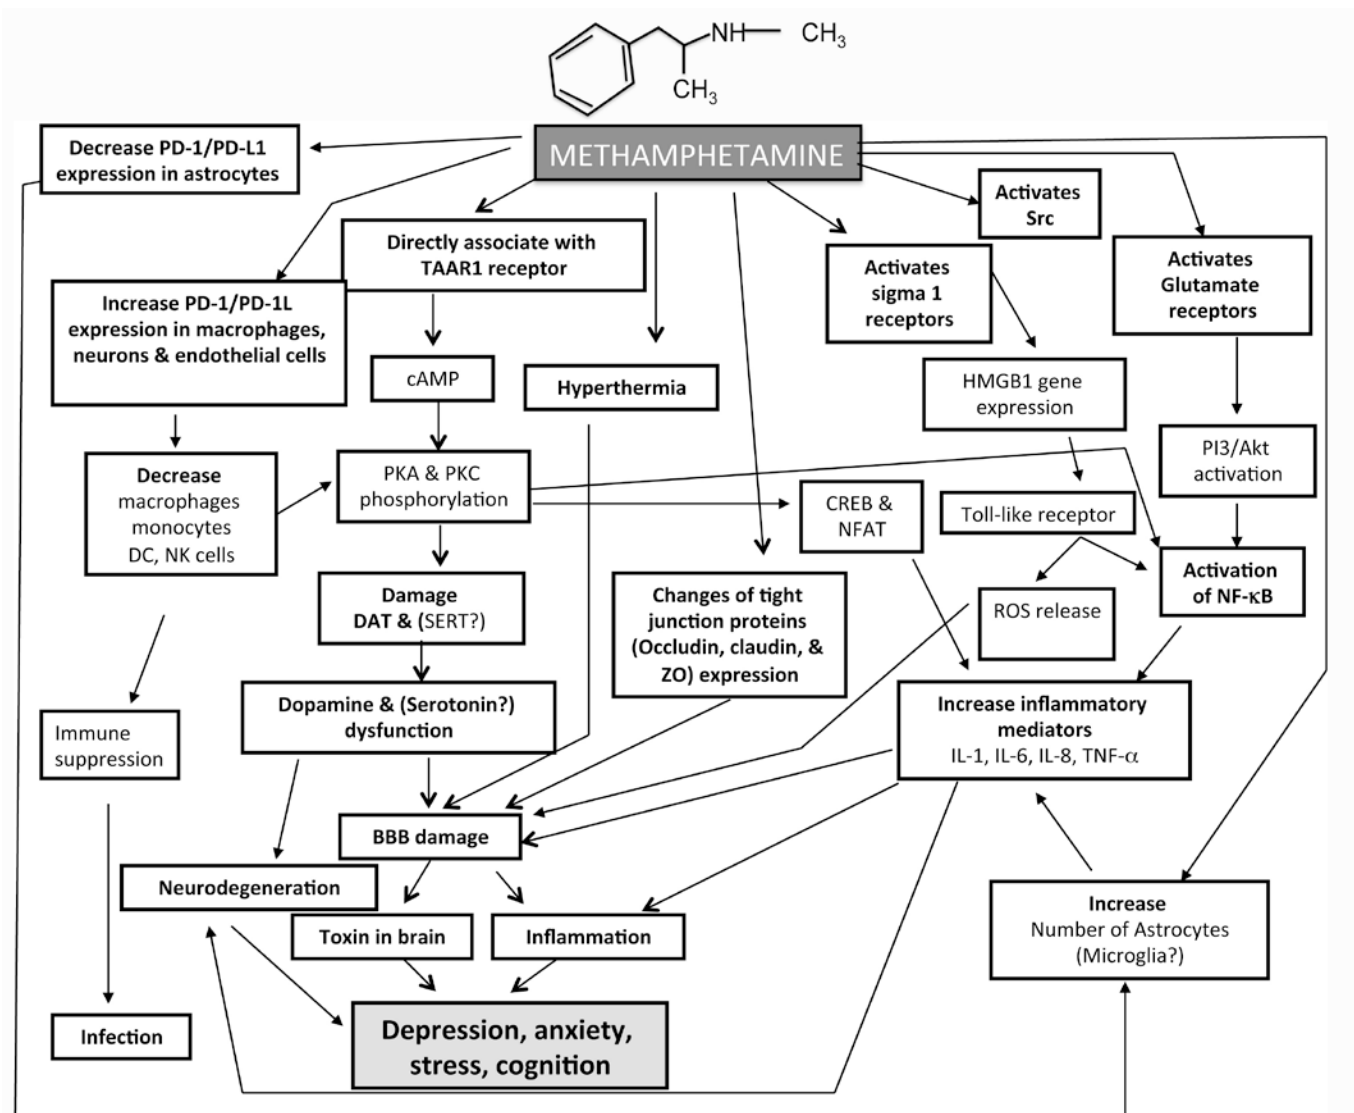 NH
CH3
CH3
METHAMPHETAMINE
Decrease PD-1/PD-L1
expression in astrocytes
Activates
Src
Directly associate with
TAAR1 receptor
Activates
sigma 1
receptors
Activates
Glutamate
receptors
Increase PD-1/PD-1L
expression in macrophages,
neurons & endothelial cells
cAMP
Hyperthermia
HMGB1 gene
expression
Decrease
macrophages
monocytes
DC, NK cells
PKA & PKC
phosphorylation
CREB &
NFAT
Toll-like receptor
PI3/Akt
activation
Damage
DAT & (SERT?)
Changes of tight
junction proteins
(Occludin, claudin, &
ZO) expression
ROS release
Activation
of NF-κB
Immune
suppression
Dopamine & (Serotonin?)
dysfunction
Increase inflammatory
mediators
IL-1, IL-6, IL-8, TNF-α
BBB damage
Neurodegeneration
Toxin in brain
Inflammation
Increase
Number of Astrocytes
(Microglia?)
Infection
Depression, anxiety,
stress, cognition